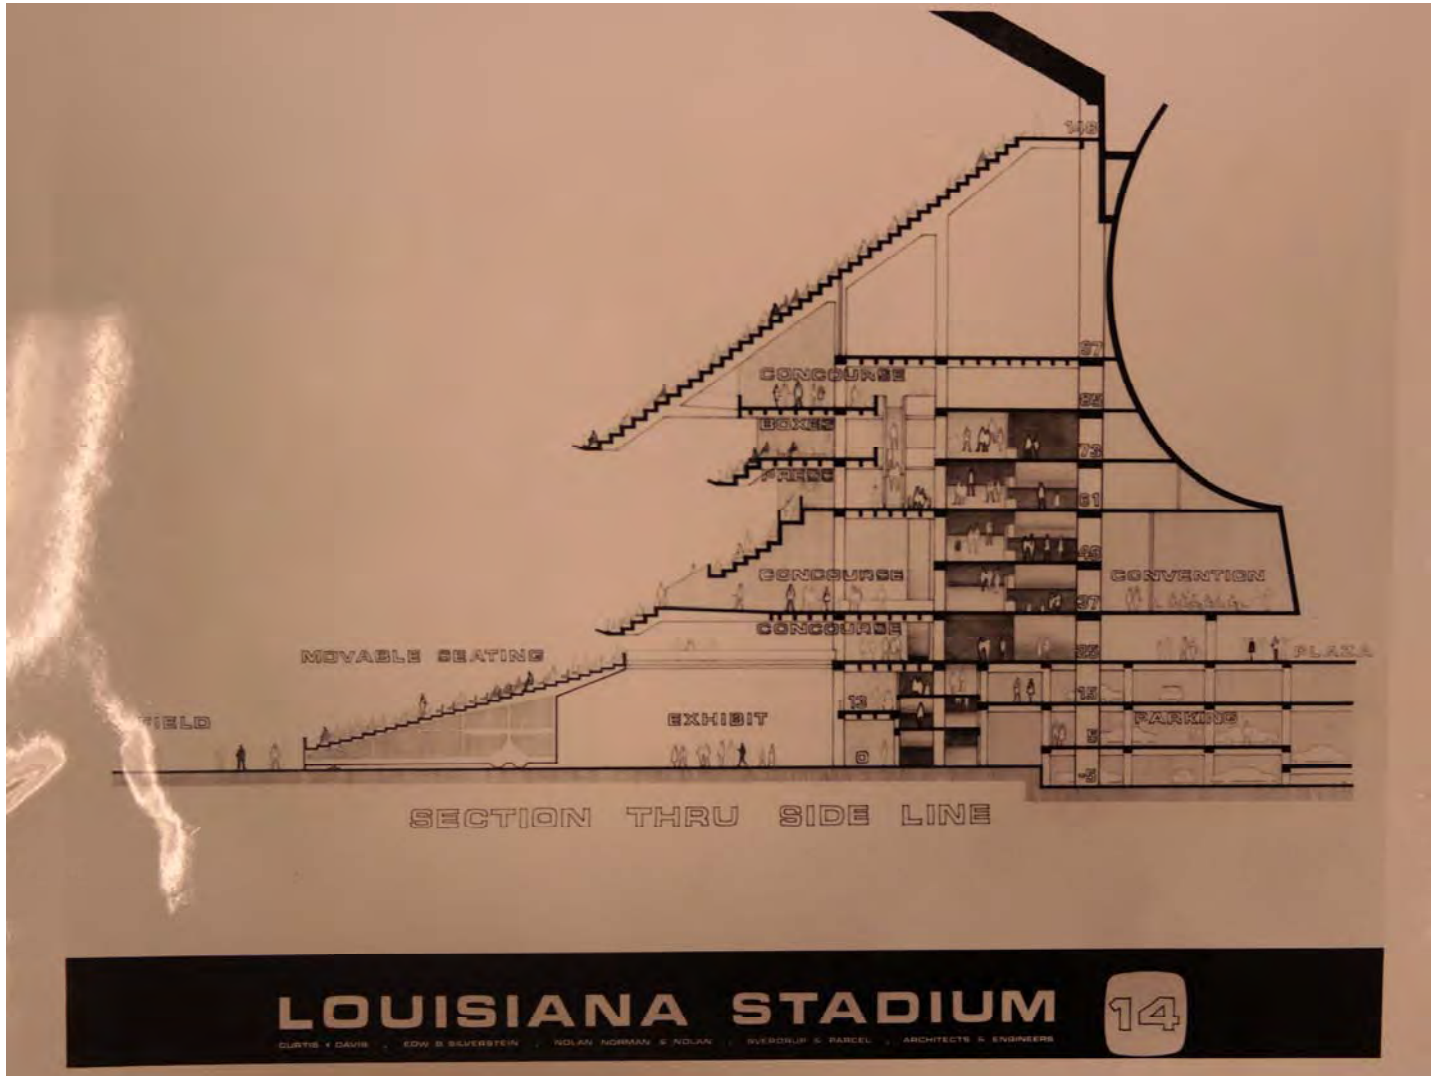 146
97
CONCOURSE
85
BOXES
73
PRESS
61
49
CONCOURSE
CONVENTION
37
CONCOURSE
25
PLAZA
MOVABLE SEATING
15
13
FIELD
EXHIBIT
PARKING
5
0
-5
SECTION THRU SIDE LINE
LOUISIANA STADIUM
14
CURTIS & DAVIS . EDW B SILVERSTEIN . NOLAN NORMAN & NOLAN . SVERDRUP & PARCEL . ARCHITECTS & ENGINEERS